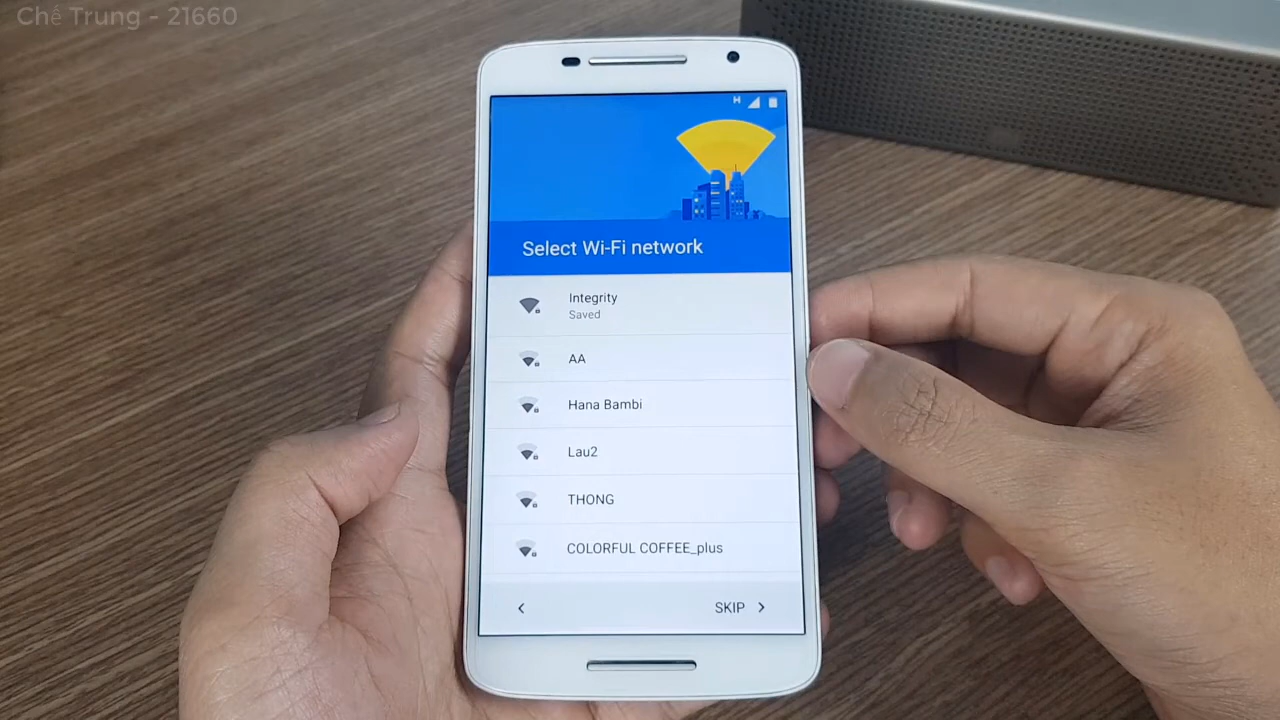 Chế Trung - 21660
H
Select Wi-Fi network
Integrity
Saved
AA
Hana Bambi
Lau2
THONG
COLORFUL COFFEE_plus
SKIP